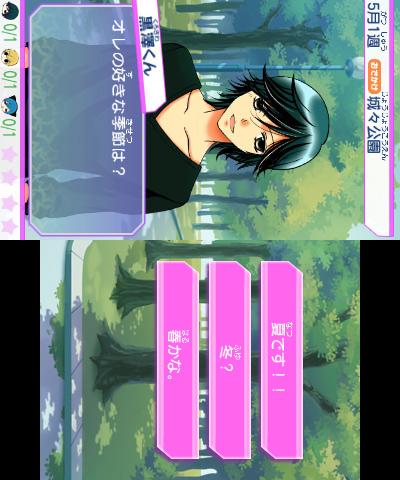 5月1週
おでかけ 城々公園
黒澤くん
オレの好きな季節は？
0/1 0/1 0/1
夏です！！
冬？
春かな。